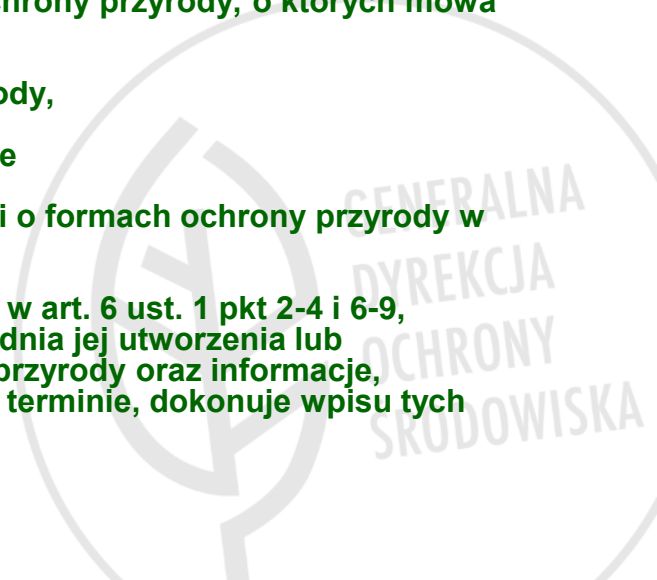 chrony przyrody, o których mowa
ody,
e
i o formach ochrony przyrody w
w art. 6 ust. 1 pkt 2-4 i 6-9,
dnia jej utworzenia lub
przyrody oraz informacje,
terminie, dokonuje wpisu tych
GENERALNA
DYREKCJA
OCHRONY
ŚRODOWISKA